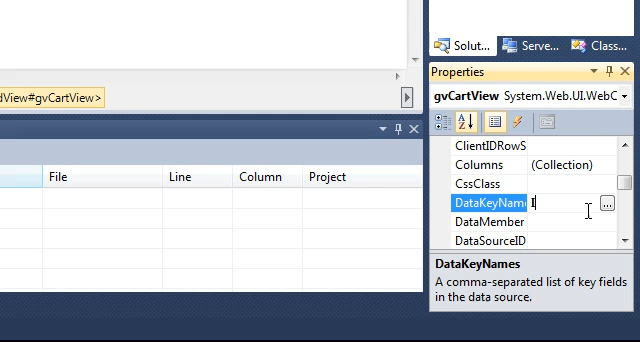 Solut...
Serve...
Class...
Properties
gvCartView System.Web.UI.WebC
dView#gvCartView>
ClientIDRowS
Columns (Collection)
CssClass
DataKeyName I
...
DataMember
DataSourceID
File Line Column Project
DataKeyNames
A comma-separated list of key fields
in the data source.